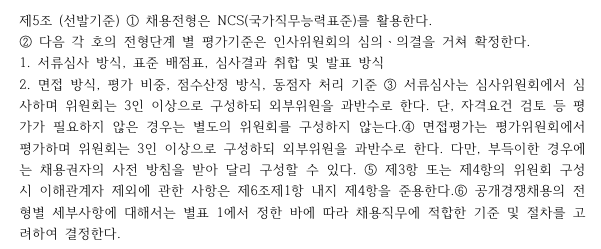 제5조 (선발기준) ① 채용전형은 NCS(국가직무능력표준)를 활용한다.
② 다음 각 호의 전형단계 별 평가기준은 인사위원회의 심의ㆍ의결을 거쳐 확정한다.
1. 서류심사 방식, 표준 배점표, 심사결과 취합 및 발표 방식
2. 면접 방식, 평가 비중, 점수산정 방식, 동점자 처리 기준 ③ 서류심사는 심사위원회에서 심
사하며 위원회는 3인 이상으로 구성하되 외부위원을 과반수로 한다. 단, 자격요건 검토 등 평
가가 필요하지 않은 경우는 별도의 위원회를 구성하지 않는다.④ 면접평가는 평가위원회에서
평가하며 위원회는 3인 이상으로 구성하되 외부위원을 과반수로 한다. 다만, 부득이한 경우에
는 채용권자의 사전 방침을 받아 달리 구성할 수 있다. ⑤ 제3항 또는 제4항의 위원회 구성
시 이해관계자 제외에 관한 사항은 제6조제1항 내지 제4항을 준용한다.⑥ 공개경쟁채용의 전
형별 세부사항에 대해서는 별표 1에서 정한 바에 따라 채용직무에 적합한 기준 및 절차를 고
려하여 결정한다.